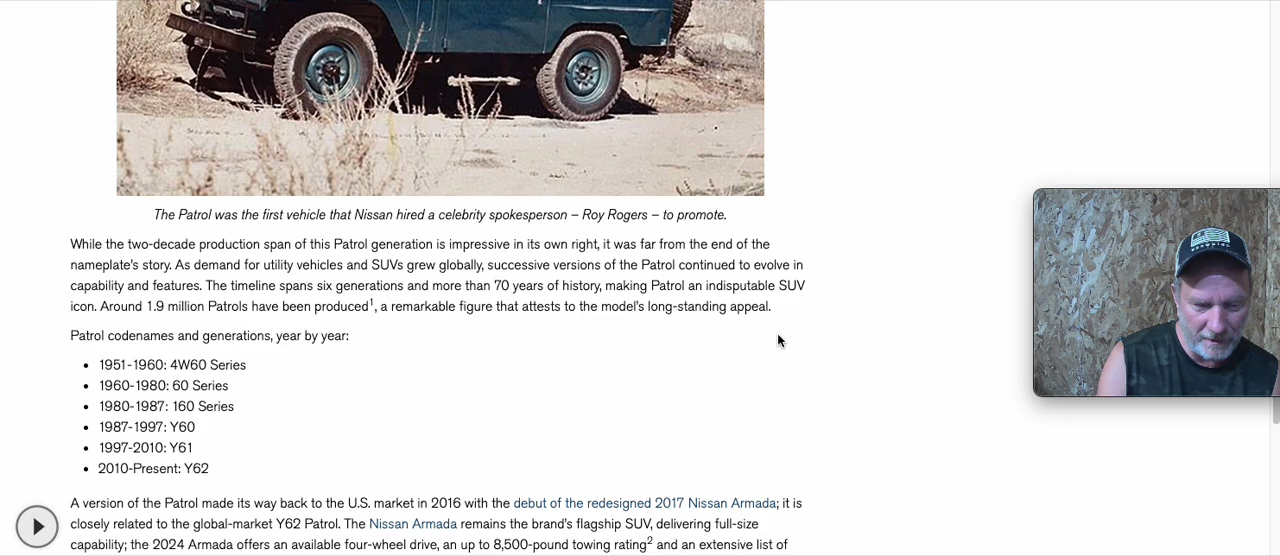 The Patrol was the first vehicle that Nissan hired a celebrity spokesperson – Roy Rogers – to promote.
While the two-decade production span of this Patrol generation is impressive in its own right, it was far from the end of the
nameplate's story. As demand for utility vehicles and SUVs grew globally, successive versions of the Patrol continued to evolve in
capability and features. The timeline spans six generations and more than 70 years of history, making Patrol an indisputable SUV
icon. Around 1.9 million Patrols have been produced1, a remarkable figure that attests to the model's long-standing appeal.
Patrol codenames and generations, year by year:
• 1951-1960: 4W60 Series
• 1960-1980: 60 Series
• 1980-1987: 160 Series
• 1987-1997: Y60
• 1997-2010: Y61
• 2010-Present: Y62
A version of the Patrol made its way back to the U.S. market in 2016 with the debut of the redesigned 2017 Nissan Armada; it is
closely related to the global-market Y62 Patrol. The Nissan Armada remains the brand's flagship SUV, delivering full-size
capability; the 2024 Armada offers an available four-wheel drive, an up to 8,500-pound towing rating2 and an extensive list of